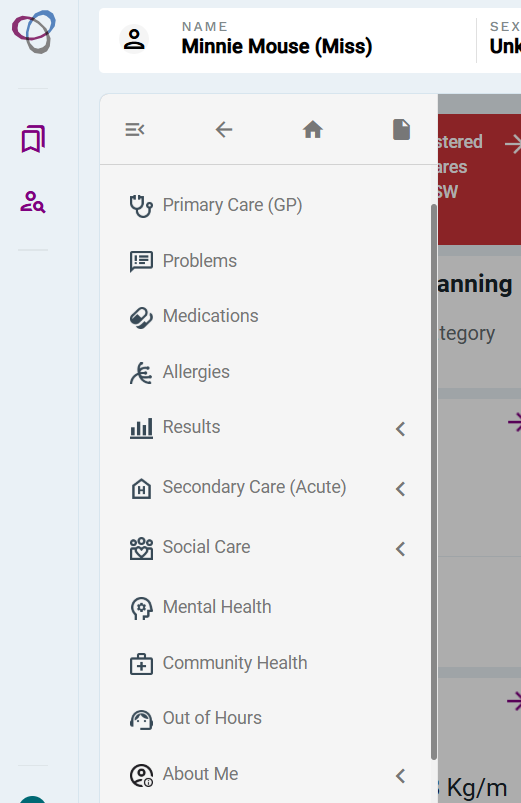 NAME
Minnie Mouse (Miss)
SEX
stered
ares
SW
anning
tegory
Primary Care (GP)
Problems
Medications
Allergies
Results
Secondary Care (Acute)
Social Care
Mental Health
Community Health
Out of Hours
About Me
Kg/m